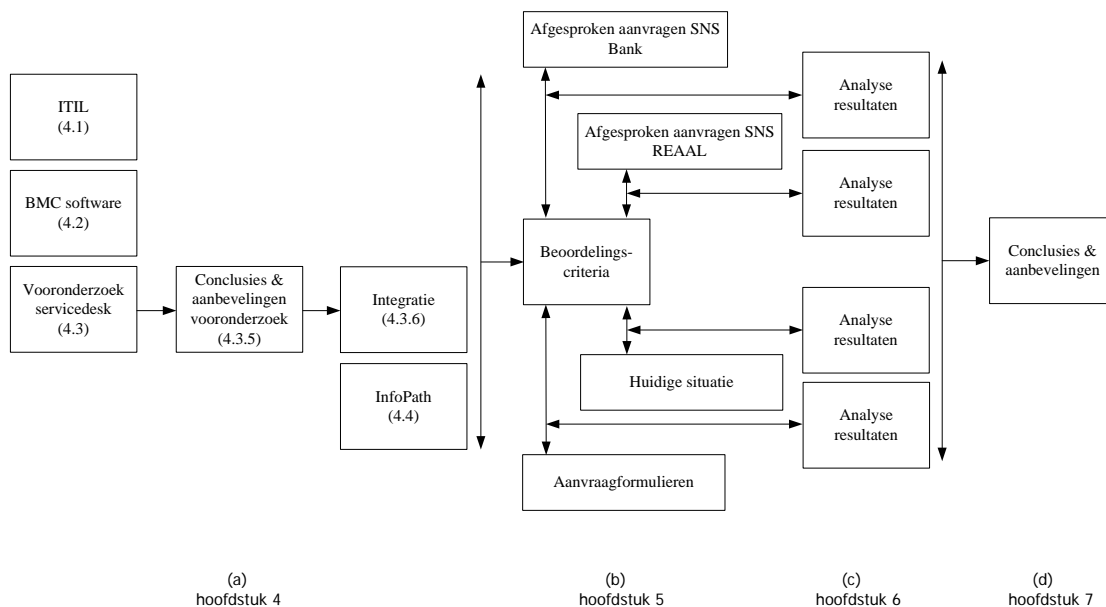 ITIL
(4.1)
BMC software
(4.2)
Vooronderzoek
servicedesk
(4.3)
Conclusies &
aanbevelingen
vooronderzoek
(4.3.5)
Integratie
(4.3.6)
InfoPath
(4.4)
Afgesproken aanvragen SNS
Bank
Afgesproken aanvragen SNS
REAAL
Beoordelings-
criteria
Huidige situatie
Aanvraagformulieren
Analyse
resultaten
Analyse
resultaten
Analyse
resultaten
Analyse
resultaten
Conclusies &
aanbevelingen
(a)
hoofdstuk 4
(b)
hoofdstuk 5
(c)
hoofdstuk 6
(d)
hoofdstuk 7